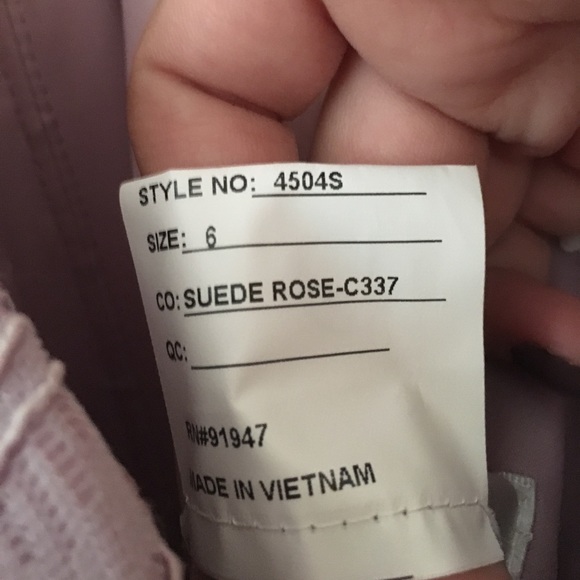 STYLE NO: 4504S
SIZE: 6
CO: SUEDE ROSE-C337
QC:
RN#91947
MADE IN VIETNAM